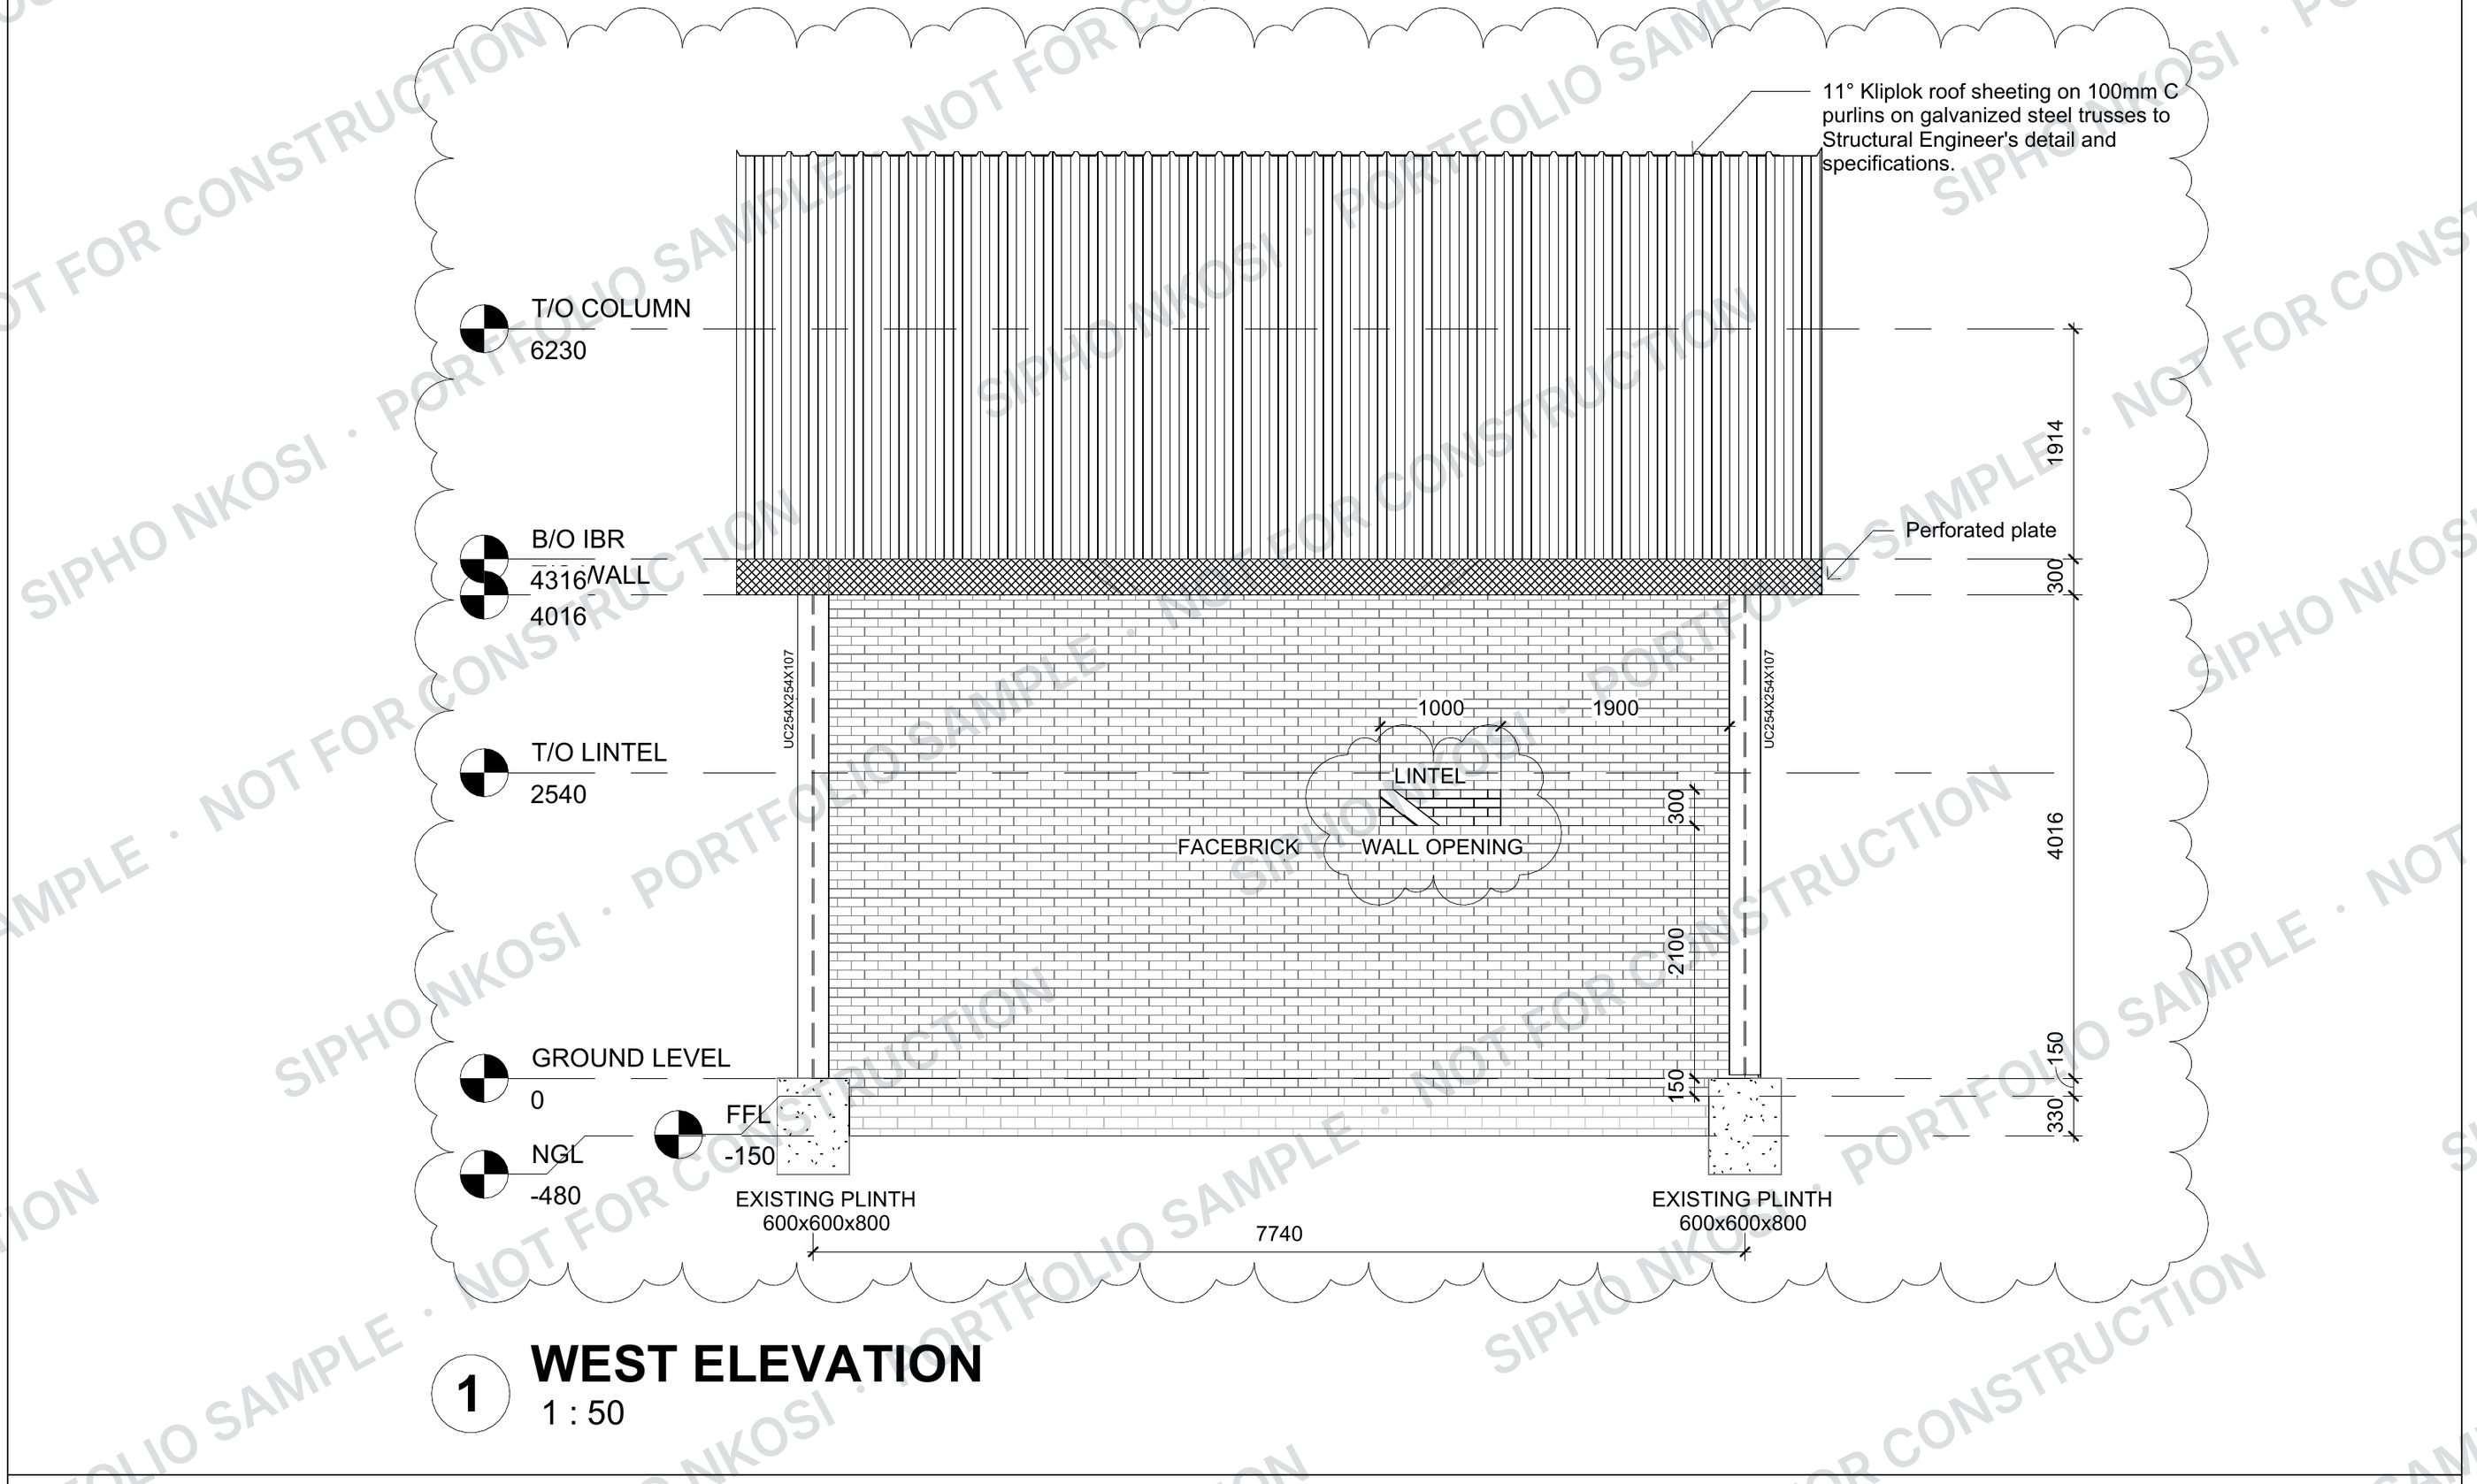 11° Kliplok roof sheeting on 100mm C
purlins on galvanized steel trusses to
Structural Engineer's detail and
specifications.
T/O COLUMN
6230
1914
B/O IBR
4316
WALL
4016
Perforated plate
300
UC254X254X107
UC254X254X107
1000
1900
T/O LINTEL
2540
LINTEL
300
FACEBRICK
WALL OPENING
4016
2100
GROUND LEVEL
0
150
150
FFL
-150
330
NGL
-480
EXISTING PLINTH
600x600x800
EXISTING PLINTH
600x600x800
7740
1
WEST ELEVATION
1 : 50
SIPHO NKOSI · PORTFOLIO SAMPLE · NOT FOR CONSTRUCTION